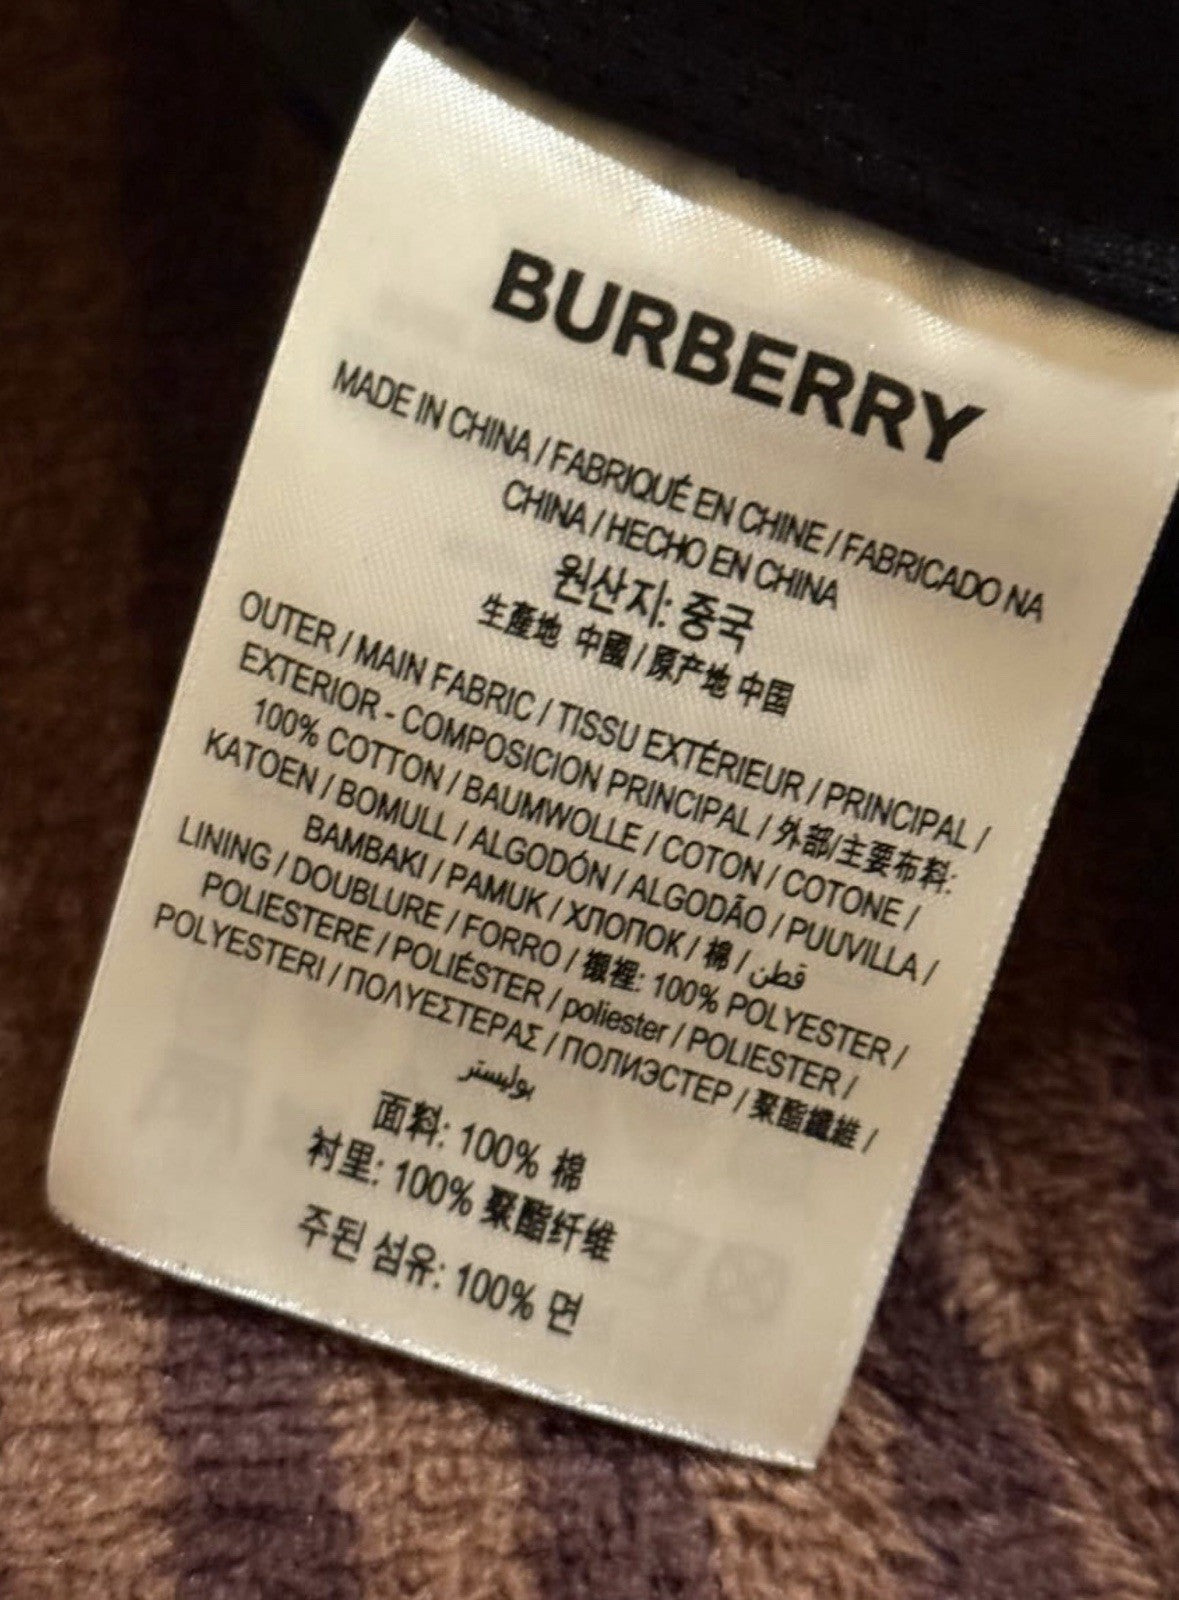 BURBERRY
MADE IN CHINA / FABRIQUÉ EN CHINE / FABRICADO NA
CHINA / HECHO EN CHINA
원산지: 중국
生產地 中國 / 原产地 中国
OUTER / MAIN FABRIC / TISSU EXTÉRIEUR / PRINCIPAL /
EXTERIOR - COMPOSICION PRINCIPAL / 外部/主要布料:
100% COTTON / BAUMWOLLE / COTON / COTONE /
KATOEN / BOMULL / ALGODÓN / ALGODÃO / PUUVILLA /
BAMBAKI / PAMUK / ХЛОПОК / 棉 / قطن
LINING / DOUBLURE / FORRO / 襯裡: 100% POLYESTER /
POLIESTERE / POLIÉSTER / poliester / POLIESTER /
POLYESTERI / ΠΟΛΥΕΣΤΕΡΑΣ / ПОЛИЭСТЕР / 聚酯纖維 /
بوليستر
面料: 100% 棉
衬里: 100% 聚酯纤维
주된 섬유: 100% 면